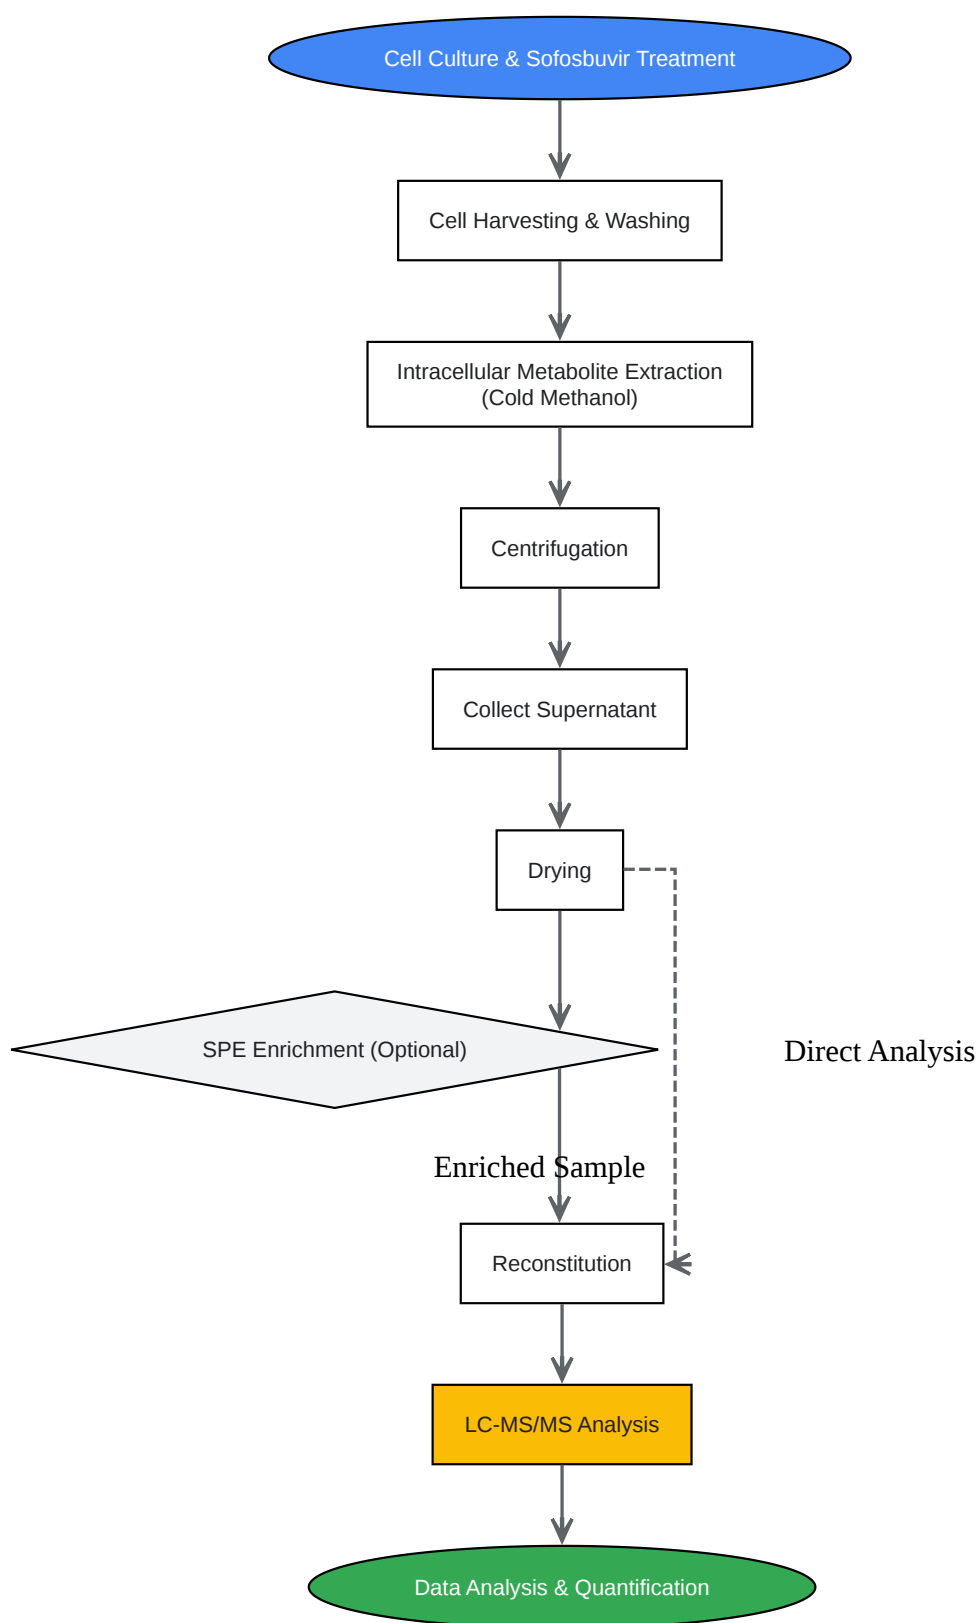 Cell Culture & Sofosbuvir Treatment
Cell Harvesting & Washing
Intracellular Metabolite Extraction
(Cold Methanol)
Centrifugation
Collect Supernatant
Drying
SPE Enrichment (Optional)
Direct Analysis
Enriched Sample
Reconstitution
LC-MS/MS Analysis
Data Analysis & Quantification